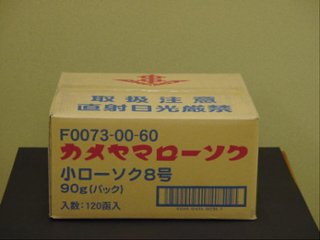 取扱注意
直射日光厳禁
F0073-00-60
カメヤマローソク
小ローソク8号
90g(パック)
入数:120函入